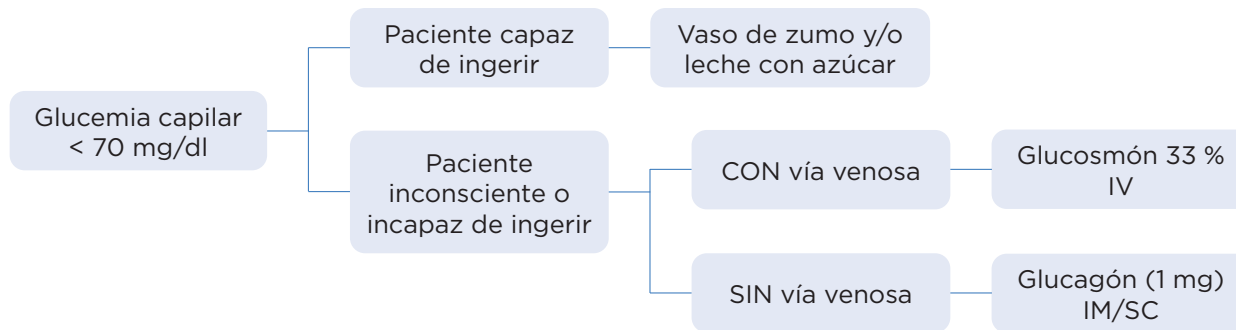 Glucemia capilar
< 70 mg/dl
Paciente capaz
de ingerir
Vaso de zumo y/o
leche con azúcar
Paciente
inconsciente o
incapaz de ingerir
CON vía venosa
Glucosmón 33 %
IV
SIN vía venosa
Glucagón (1 mg)
IM/SC